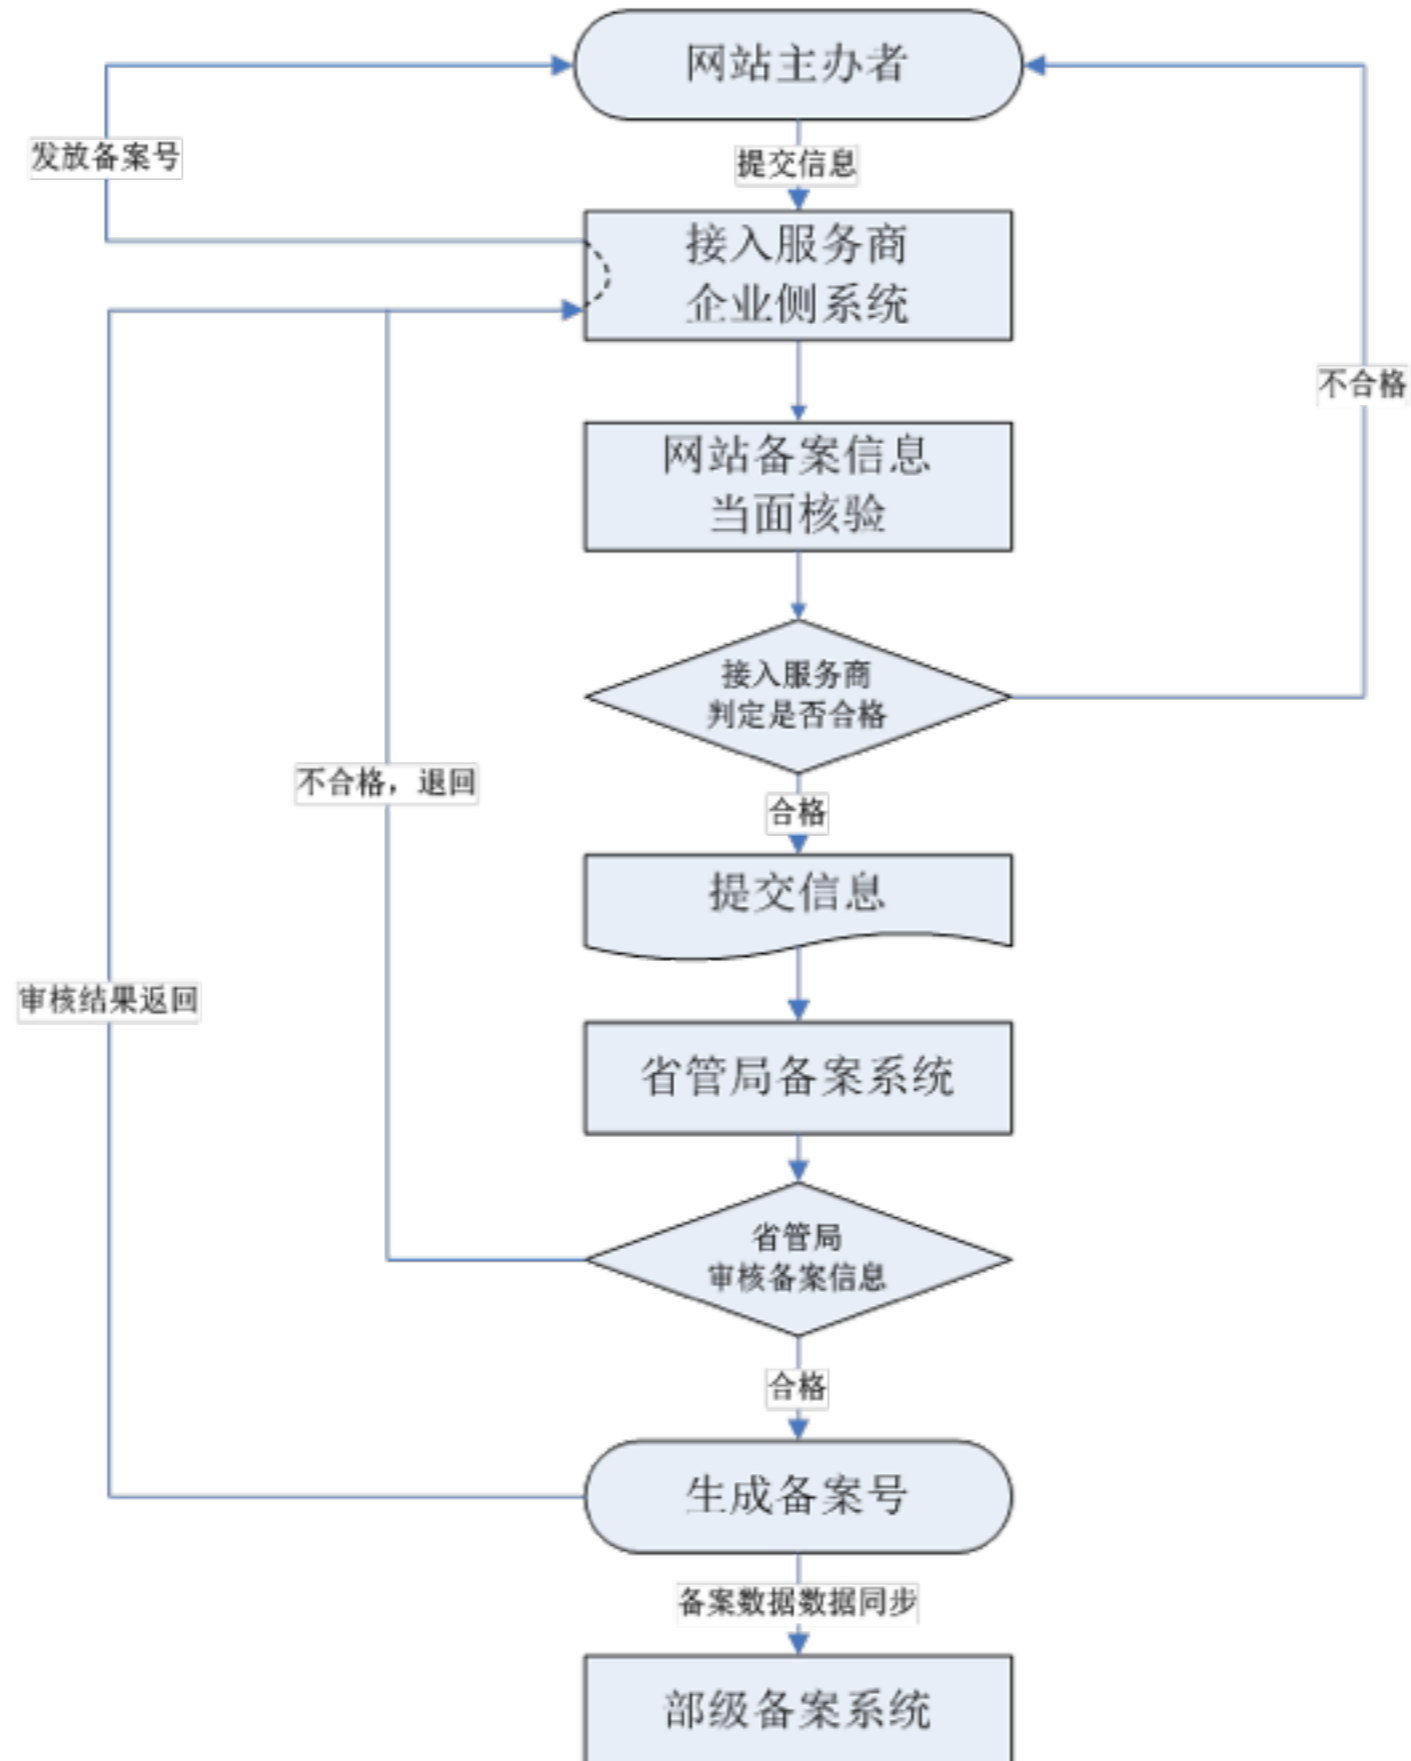 网站主办者
发放备案号
提交信息
接入服务商
企业侧系统
不合格
网站备案信息
当面核验
接入服务商
判定是否合格
不合格，退回
合格
提交信息
审核结果返回
省管局备案系统
省管局
审核备案信息
合格
生成备案号
备案数据数据同步
部级备案系统